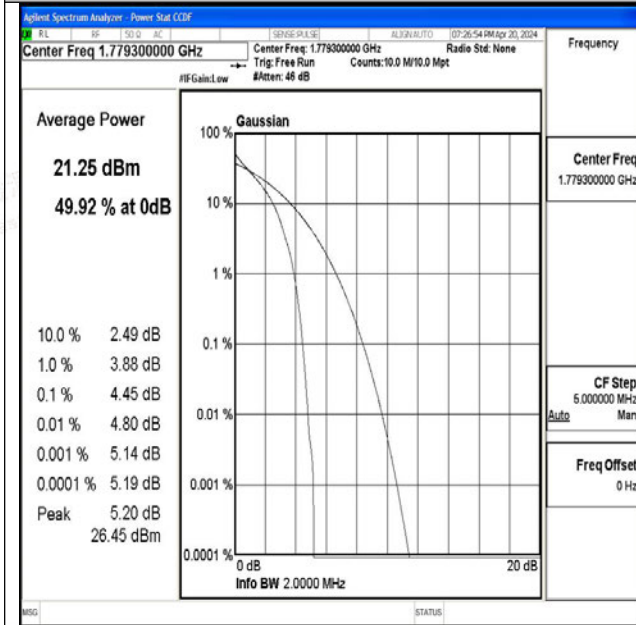 Agilent Spectrum Analyzer - Power Stat CCDF
RL RF 50 Ω AC SENSE:PULSE ALIGNAUTO 07:26:54 PM Apr 20, 2024
Center Freq 1.779300000 GHz
Center Freq: 1.779300000 GHz Radio Std: None
Trig: Free Run Counts:10.0 M/10.0 Mpt
#IFGain:Low #Atten: 46 dB
Frequency
Average Power
21.25 dBm
49.92 % at 0dB
10.0 % 2.49 dB
1.0 % 3.88 dB
0.1 % 4.45 dB
0.01 % 4.80 dB
0.001 % 5.14 dB
0.0001 % 5.19 dB
Peak 5.20 dB
26.45 dBm
Gaussian
100 %
10 %
1 %
0.1 %
0.01 %
0.001 %
0.0001 %
0 dB 20 dB
Info BW 2.0000 MHz
Center Freq
1.779300000 GHz
CF Step
5.000000 MHz
Auto Man
Freq Offset
0 Hz
MSG STATUS